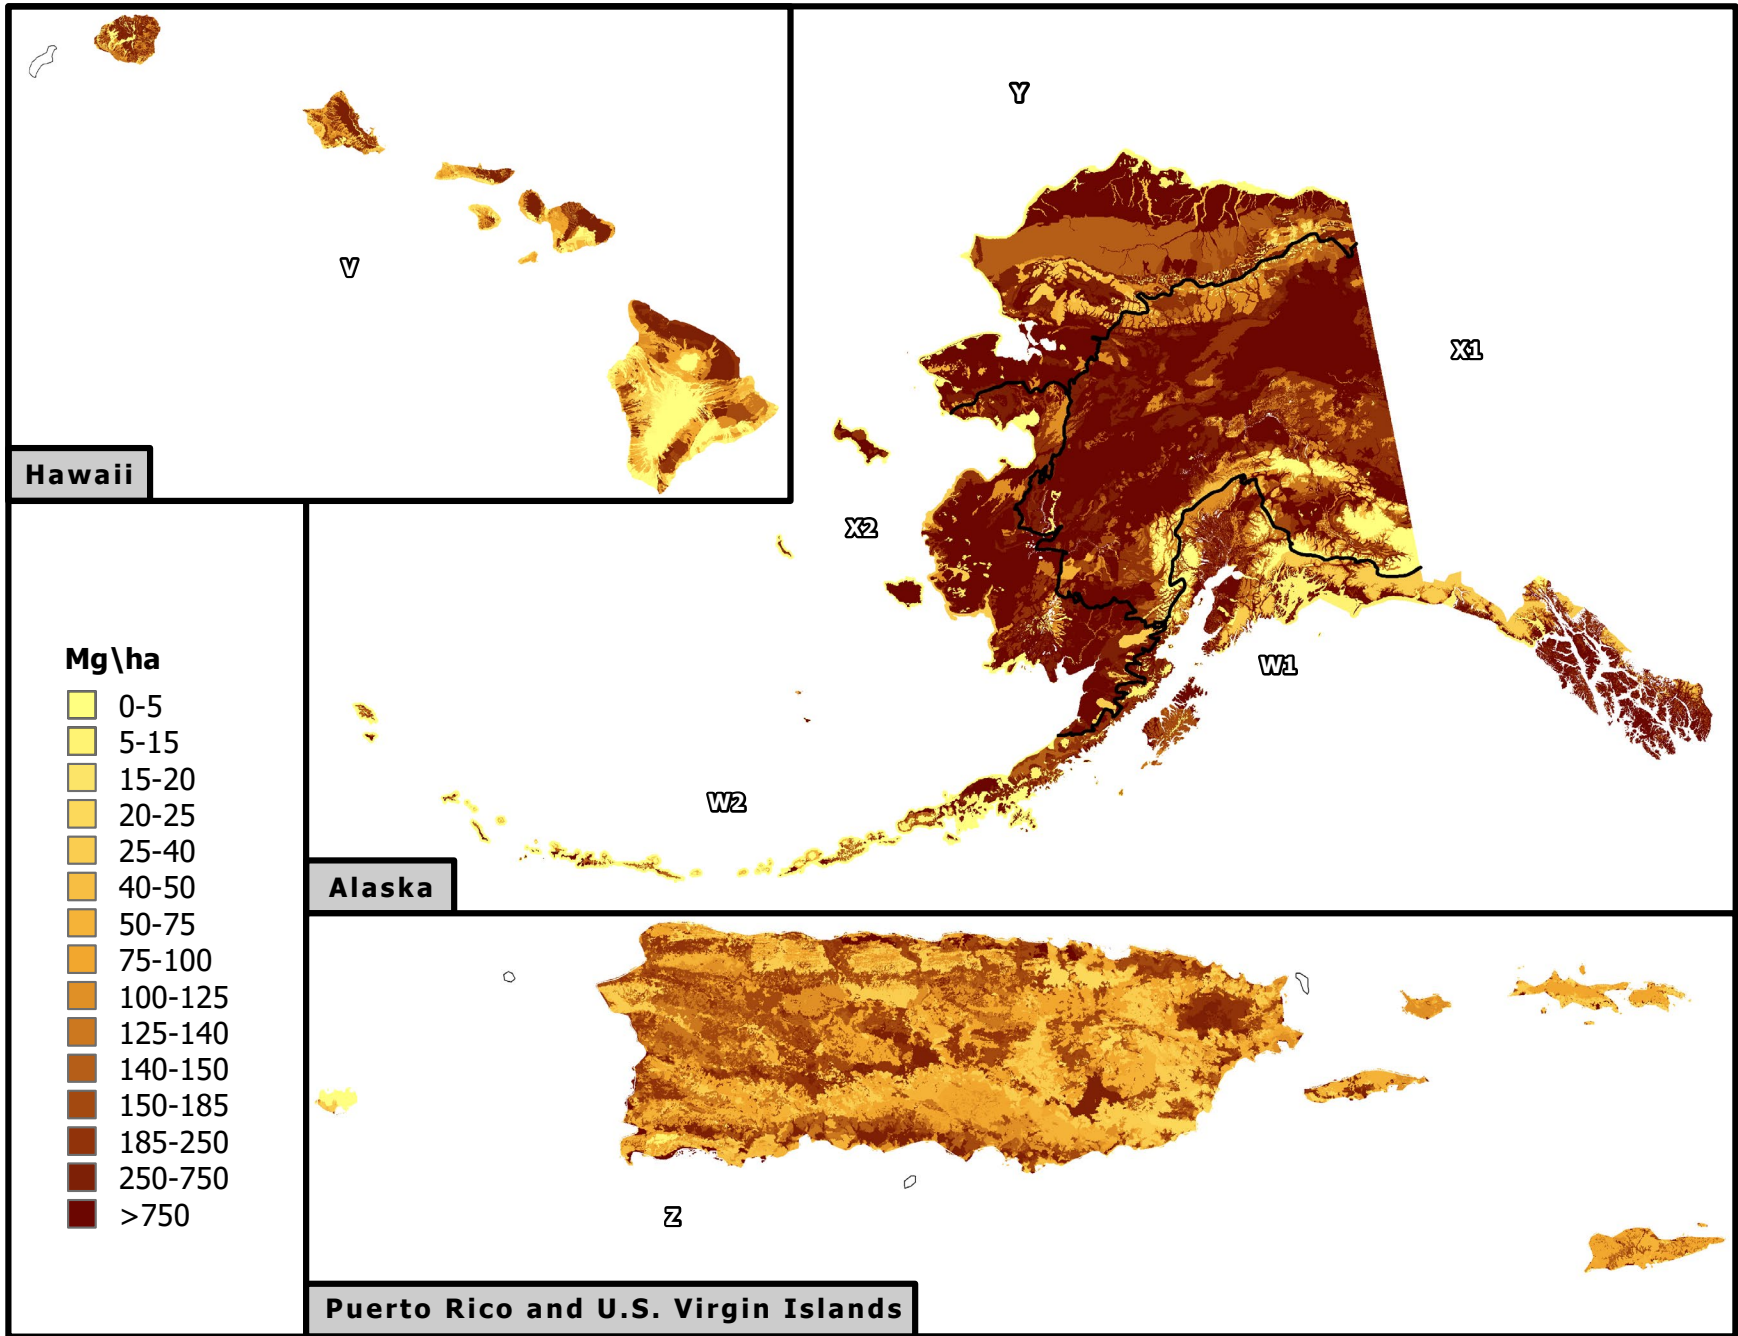 Y
V
X1
Hawaii
X2
W1
Mg\ha
0-5
5-15
15-20
20-25
25-40
40-50
50-75
75-100
100-125
125-140
140-150
150-185
185-250
250-750
>750
W2
Alaska
Z
Puerto Rico and U.S. Virgin Islands